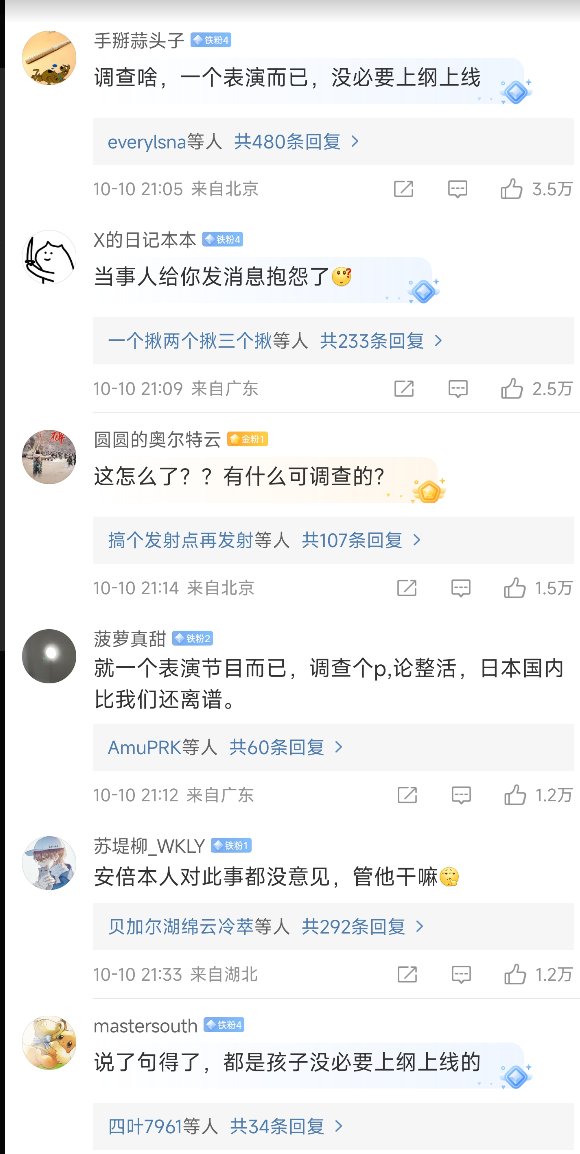 手掰蒜头子 铁粉4
调查啥，一个表演而已，没必要上纲上线
everylsna等人 共480条回复 >
10-10 21:05 来自北京 3.5万
X的日记本本 铁粉4
当事人给你发消息抱怨了
一个揪两个揪三个揪等人 共233条回复 >
10-10 21:09 来自广东 2.5万
圆圆的奥尔特云 金粉1
这怎么了？？有什么可调查的？
搞个发射点再发射等人 共107条回复 >
10-10 21:14 来自北京 1.5万
菠萝真甜 铁粉2
就一个表演节目而已，调查个p,论整活，日本国内
比我们还离谱。
AmuPRK等人 共60条回复 >
10-10 21:12 来自广东 1.2万
苏堤柳_WKLY 铁粉1
安倍本人对此事都没意见，管他干嘛
贝加尔湖绵云冷萃等人 共292条回复 >
10-10 21:33 来自湖北 1.2万
mastersouth 铁粉4
说了句得了，都是孩子没必要上纲上线的
四叶7961等人 共34条回复 >